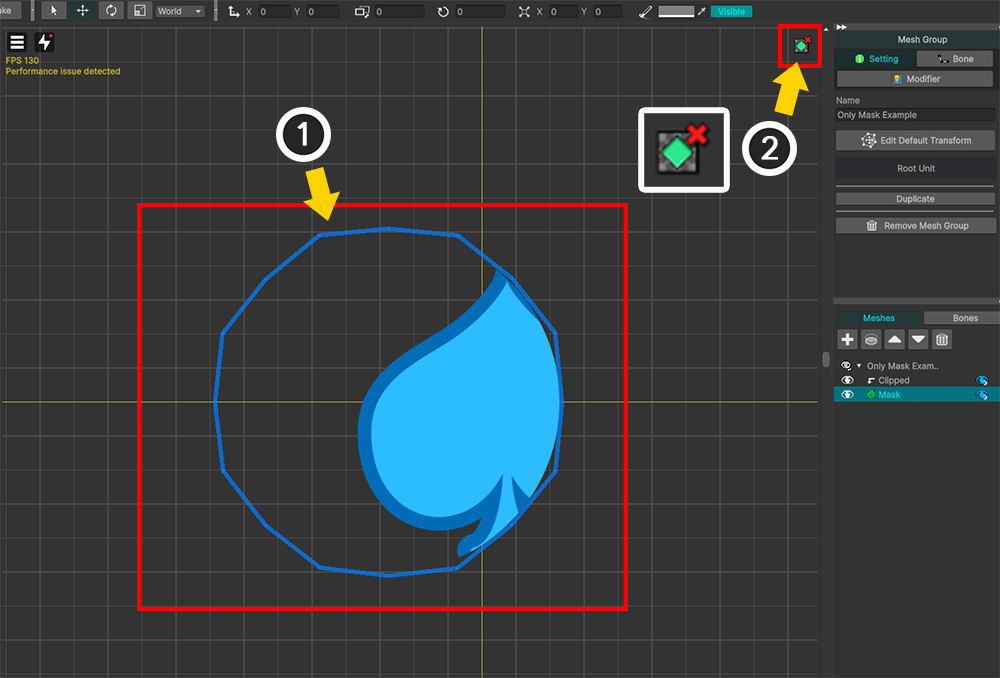 ke
World
X 0 Y 0
0
0
X 0 Y 0
Visible
FPS 130
Performance issue detected
1
2
Mesh Group
Setting
Bone
Modifier
Name
Only Mask Example
Edit Default Transform
Root Unit
Duplicate
Remove Mesh Group
Meshes
Bones
Only Mask Exam..
Clipped
Mask